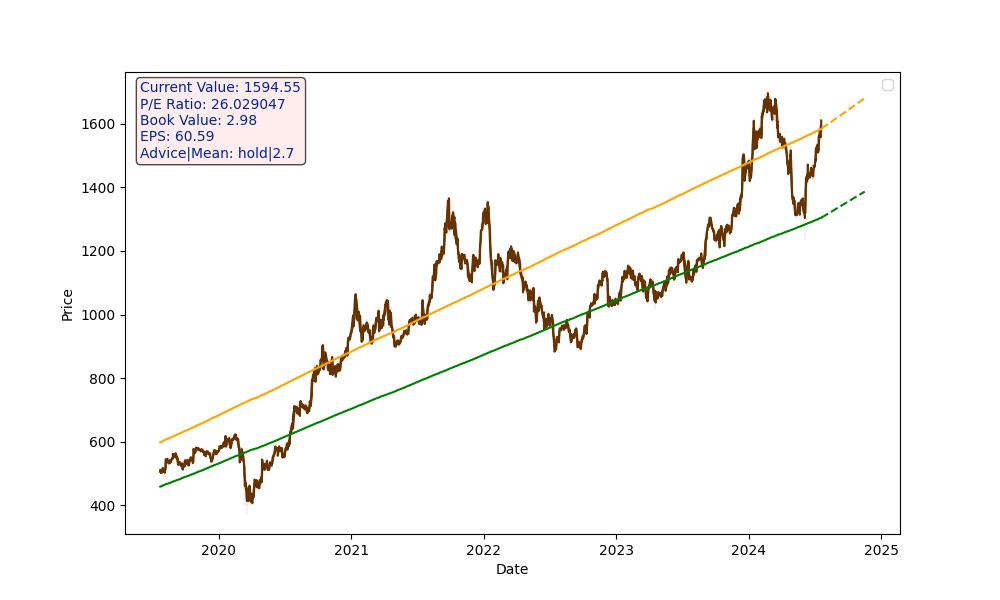 Current Value: 1594.55
P/E Ratio: 26.029047
Book Value: 2.98
EPS: 60.59
Advice|Mean: hold|2.7
1600
1400
1200
1000
800
600
400
Price
2020 2021 2022 2023 2024 2025
Date